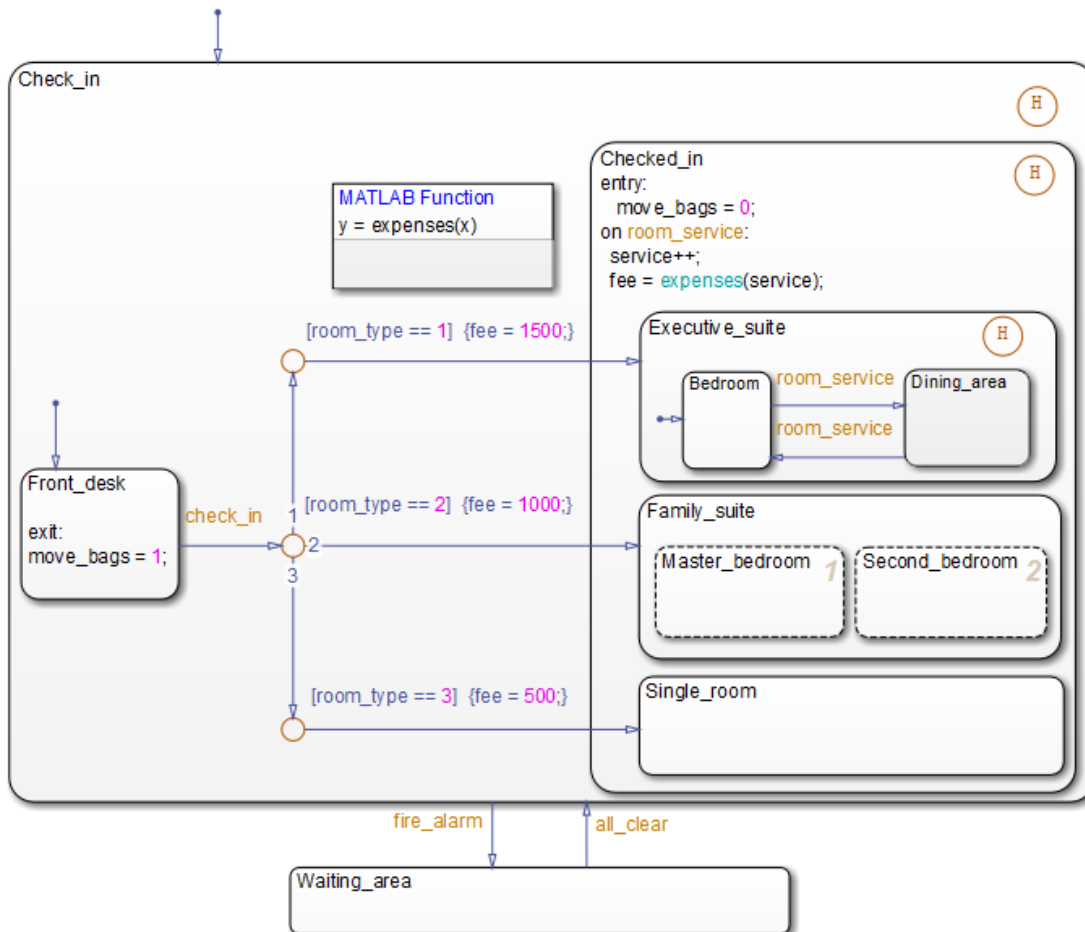 Check_in
H
Checked_in
H
entry:
move_bags = 0;
on room_service:
service++;
fee = expenses(service);
MATLAB Function
y = expenses(x)
[room_type == 1] {fee = 1500;}
Executive_suite
H
Bedroom
room_service
Dining_area
room_service
Front_desk
exit:
move_bags = 1;
check_in
1
2
3
[room_type == 2] {fee = 1000;}
Family_suite
Master_bedroom
1
Second_bedroom
2
[room_type == 3] {fee = 500;}
Single_room
fire_alarm
all_clear
Waiting_area